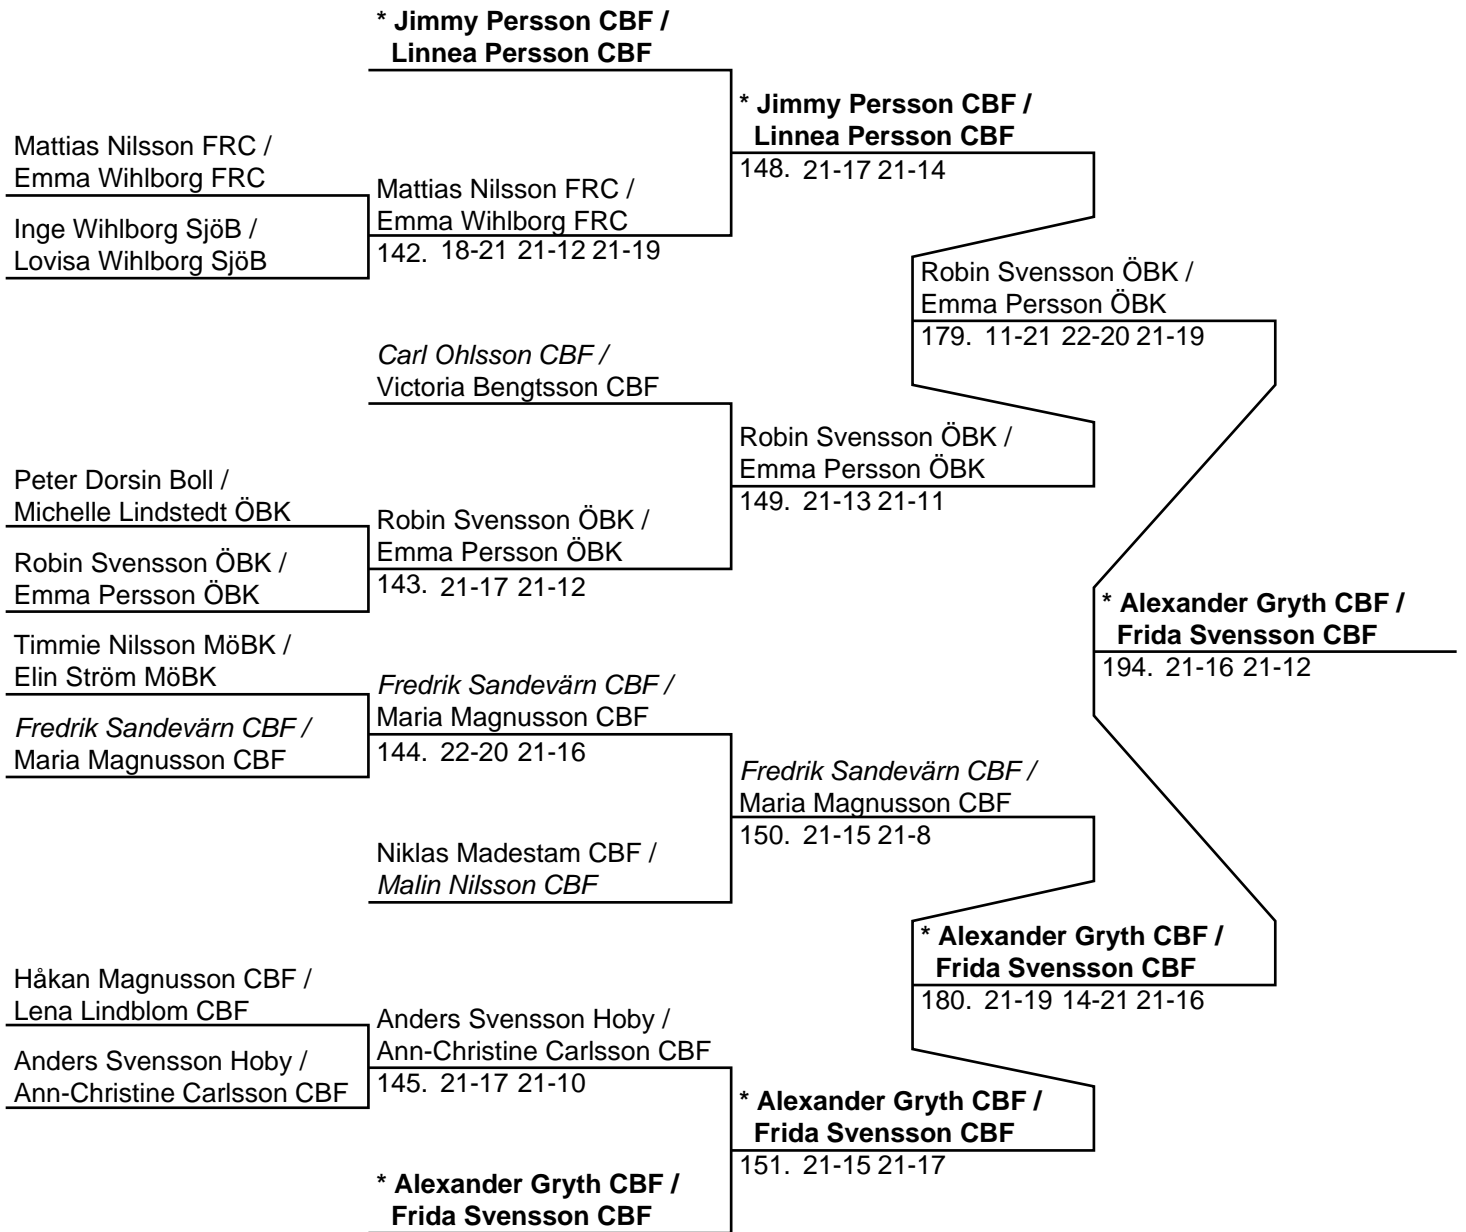 * Jimmy Persson CBF /
Linnea Persson CBF
* Jimmy Persson CBF /
Linnea Persson CBF
148. 21-17 21-14
Mattias Nilsson FRC /
Emma Wihlborg FRC
Mattias Nilsson FRC /
Emma Wihlborg FRC
142. 18-21 21-12 21-19
Inge Wihlborg SjöB /
Lovisa Wihlborg SjöB
Robin Svensson ÖBK /
Emma Persson ÖBK
179. 11-21 22-20 21-19
Carl Ohlsson CBF /
Victoria Bengtsson CBF
Robin Svensson ÖBK /
Emma Persson ÖBK
149. 21-13 21-11
Peter Dorsin Boll /
Michelle Lindstedt ÖBK
Robin Svensson ÖBK /
Emma Persson ÖBK
143. 21-17 21-12
Robin Svensson ÖBK /
Emma Persson ÖBK
* Alexander Gryth CBF /
Frida Svensson CBF
194. 21-16 21-12
Timmie Nilsson MöBK /
Elin Ström MöBK
Fredrik Sandevärn CBF /
Maria Magnusson CBF
144. 22-20 21-16
Fredrik Sandevärn CBF /
Maria Magnusson CBF
Fredrik Sandevärn CBF /
Maria Magnusson CBF
150. 21-15 21-8
Niklas Madestam CBF /
Malin Nilsson CBF
* Alexander Gryth CBF /
Frida Svensson CBF
180. 21-19 14-21 21-16
Håkan Magnusson CBF /
Lena Lindblom CBF
Anders Svensson Hoby /
Ann-Christine Carlsson CBF
145. 21-17 21-10
Anders Svensson Hoby /
Ann-Christine Carlsson CBF
* Alexander Gryth CBF /
Frida Svensson CBF
151. 21-15 21-17
* Alexander Gryth CBF /
Frida Svensson CBF